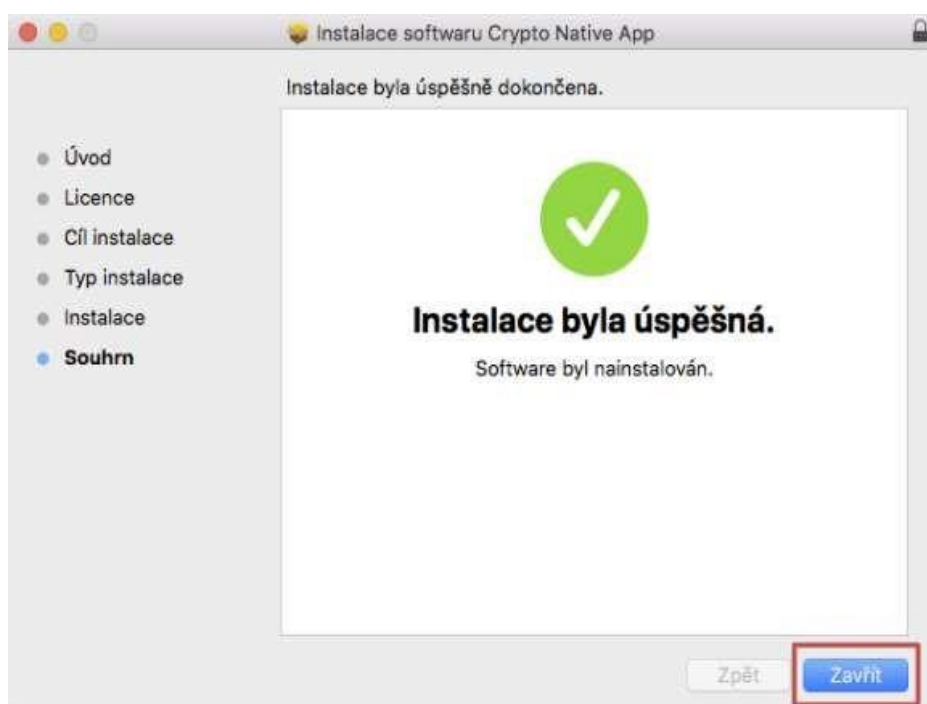 Instalace softwaru Crypto Native App
Instalace byla úspěšně dokončena.
Úvod
Licence
Cíl instalace
Typ instalace
Instalace
Souhrn
Instalace byla úspěšná.
Software byl nainstalován.
Zpět
Zavřít